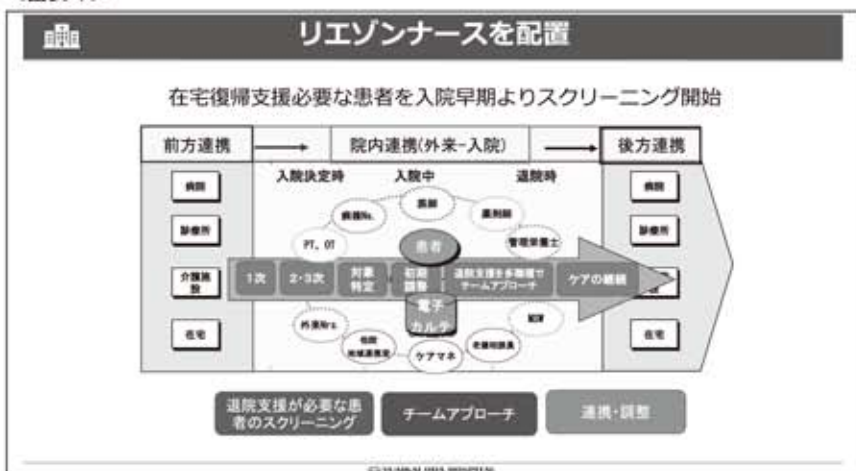 リエゾンナースを配置
在宅復帰支援必要な患者を入院早期よりスクリーニング開始
前方連携
院内連携(外来-入院)
後方連携
入院決定時
入院中
退院時
病院
診療所
介護施
設
在宅
病棟Ns.
医師
薬剤師
PT、OT
患者
管理栄養士
1次
2・3次
対象
特定
初期
調整
退院支援を多職種で
チームアプローチ
ケアの継続
電子
カルテ
外来Nrs.
ケアマネ
MSW
病院
診療所
在宅
退院支援が必要な患
者のスクリーニング
チームアプローチ
連携・調整